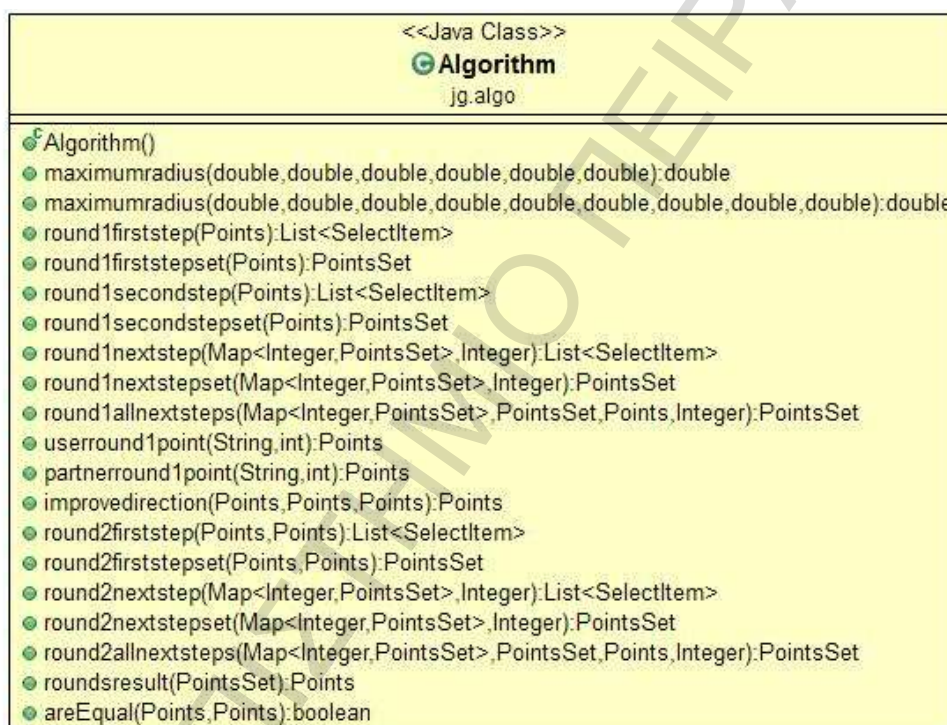 <<Java Class>>
Algorithm
jg.algo
Algorithm()
maximumradius(double,double,double,double,double,double):double
maximumradius(double,double,double,double,double,double,double,double,double):double
round1firststep(Points):List<SelectItem>
round1firststepset(Points):PointsSet
round1secondstep(Points):List<SelectItem>
round1secondstepset(Points):PointsSet
round1nextstep(Map<Integer,PointsSet>,Integer):List<SelectItem>
round1nextstepset(Map<Integer,PointsSet>,Integer):PointsSet
round1allnextsteps(Map<Integer,PointsSet>,PointsSet,Points,Integer):PointsSet
userround1point(String,int):Points
partnerround1point(String,int):Points
improvedirection(Points,Points,Points):Points
round2firststep(Points,Points):List<SelectItem>
round2firststepset(Points,Points):PointsSet
round2nextstep(Map<Integer,PointsSet>,Integer):List<SelectItem>
round2nextstepset(Map<Integer,PointsSet>,Integer):PointsSet
round2allnextsteps(Map<Integer,PointsSet>,PointsSet,Points,Integer):PointsSet
roundsresult(PointsSet):Points
areEqual(Points,Points):boolean